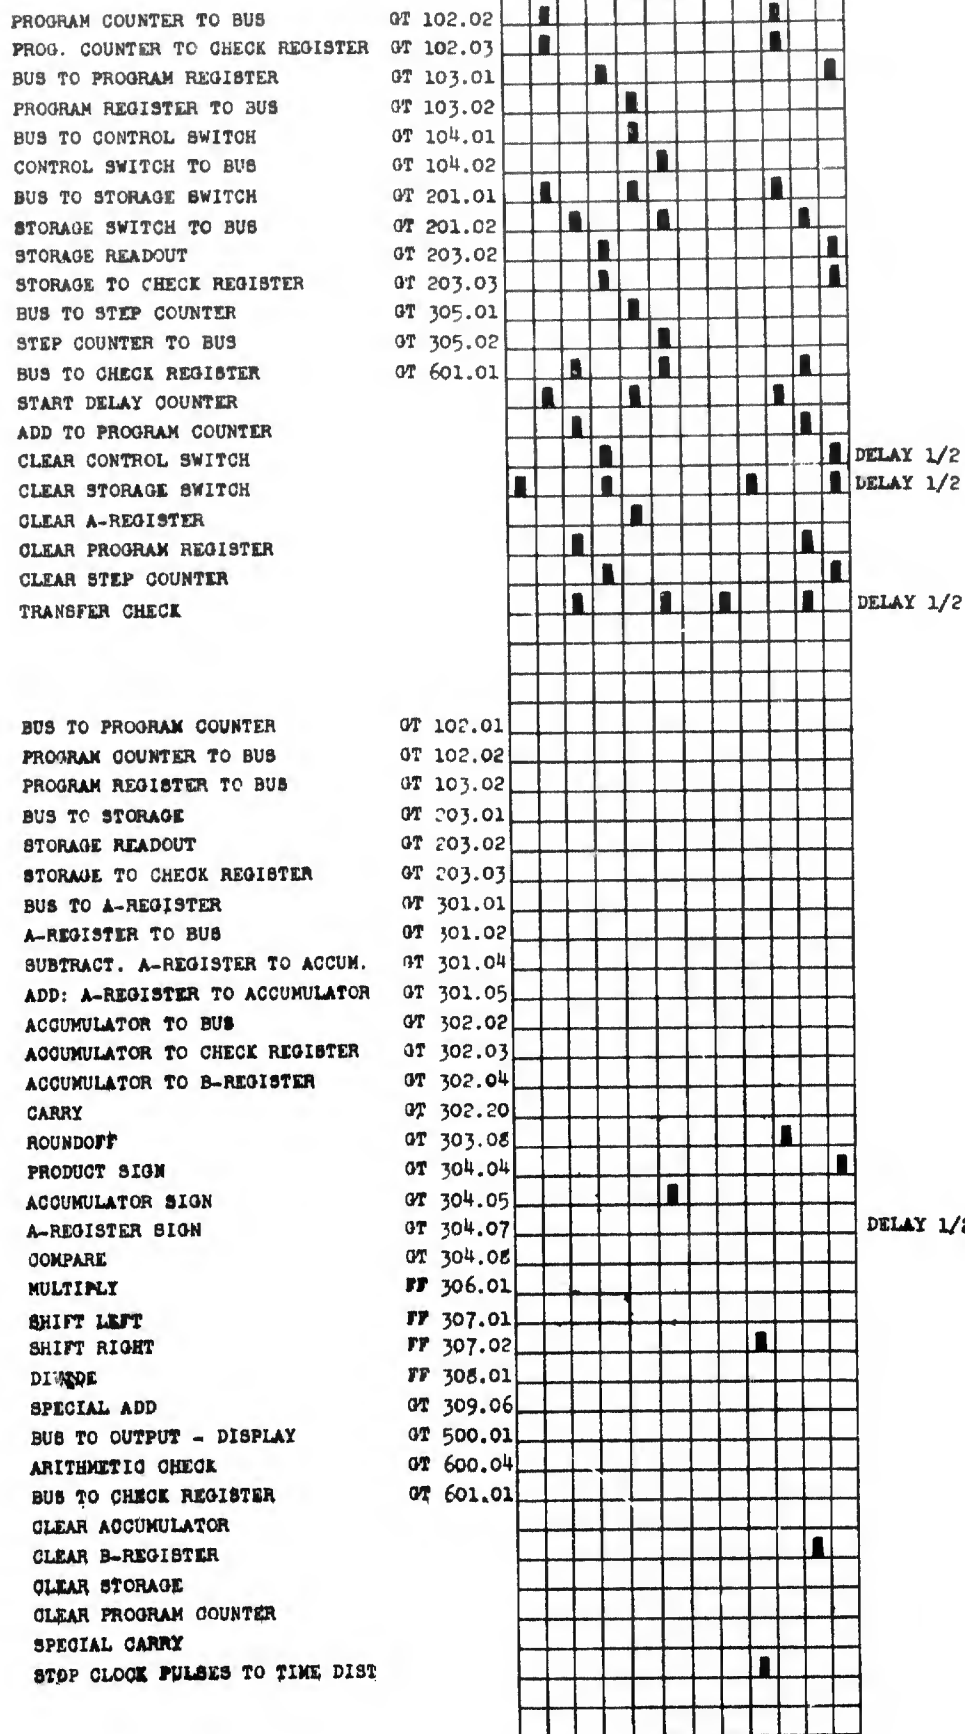 PROGRAM COUNTER TO BUS GT 102.02
PROG. COUNTER TO CHECK REGISTER GT 102.03
BUS TO PROGRAM REGISTER GT 103.01
PROGRAM REGISTER TO BUS GT 103.02
BUS TO CONTROL SWITCH GT 104.01
CONTROL SWITCH TO BUS GT 104.02
BUS TO STORAGE SWITCH GT 201.01
STORAGE SWITCH TO BUS GT 201.02
STORAGE READOUT GT 203.02
STORAGE TO CHECK REGISTER GT 203.03
BUS TO STEP COUNTER GT 305.01
STEP COUNTER TO BUS GT 305.02
BUS TO CHECK REGISTER GT 601.01
START DELAY COUNTER
ADD TO PROGRAM COUNTER
CLEAR CONTROL SWITCH DELAY 1/2
CLEAR STORAGE SWITCH DELAY 1/2
CLEAR A-REGISTER
CLEAR PROGRAM REGISTER
CLEAR STEP COUNTER
TRANSFER CHECK DELAY 1/2
BUS TO PROGRAM COUNTER GT 102.01
PROGRAM COUNTER TO BUS GT 102.02
PROGRAM REGISTER TO BUS GT 103.02
BUS TO STORAGE GT 203.01
STORAGE READOUT GT 203.02
STORAGE TO CHECK REGISTER GT 203.03
BUS TO A-REGISTER GT 301.01
A-REGISTER TO BUS GT 301.02
SUBTRACT. A-REGISTER TO ACCUM. GT 301.04
ADD: A-REGISTER TO ACCUMULATOR GT 301.05
ACCUMULATOR TO BUS GT 302.02
ACCUMULATOR TO CHECK REGISTER GT 302.03
ACCUMULATOR TO B-REGISTER GT 302.04
CARRY GT 302.20
ROUNDOFF GT 303.08
PRODUCT SIGN GT 304.04
ACCUMULATOR SIGN GT 304.05
A-REGISTER SIGN GT 304.07 DELAY 1/2
COMPARE GT 304.08
MULTIPLY FF 306.01
SHIFT LEFT FF 307.01
SHIFT RIGHT FF 307.02
DIVIDE FF 308.01
SPECIAL ADD GT 309.06
BUS TO OUTPUT - DISPLAY GT 500.01
ARITHMETIC CHECK GT 600.04
BUS TO CHECK REGISTER GT 601.01
CLEAR ACCUMULATOR
CLEAR B-REGISTER
CLEAR STORAGE
CLEAR PROGRAM COUNTER
SPECIAL CARRY
STOP CLOCK PULSES TO TIME DIST